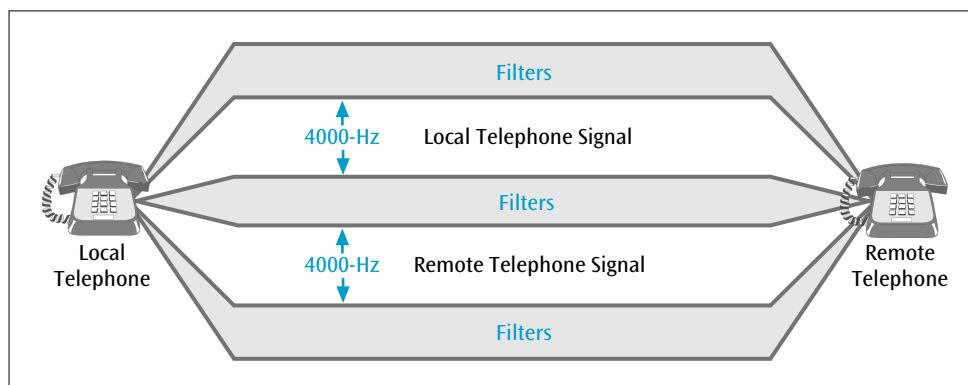 Filters
4000-Hz
Local Telephone Signal
Filters
Local
Telephone
Remote
Telephone
4000-Hz
Remote Telephone Signal
Filters